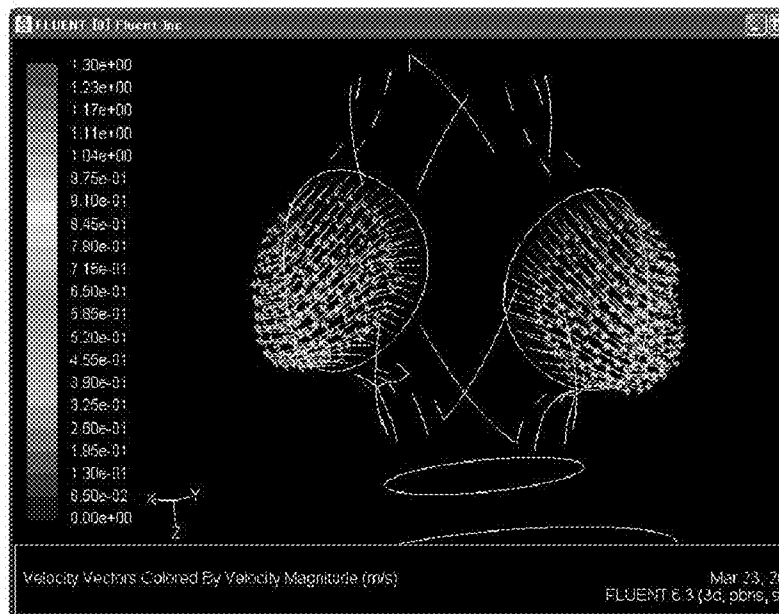 FLUENT [0] Fluent Inc
1.30e+00
1.23e+00
1.17e+00
1.11e+00
1.04e+00
9.75e-01
9.10e-01
8.45e-01
7.80e-01
7.15e-01
6.50e-01
5.85e-01
5.20e-01
4.55e-01
3.90e-01
3.25e-01
2.60e-01
1.95e-01
1.30e-01
6.50e-02
0.00e+00
X Y
Z
Velocity Vectors Colored By Velocity Magnitude (m/s)
Mar 23, 2
FLUENT 6.3 (3d, pbns, s